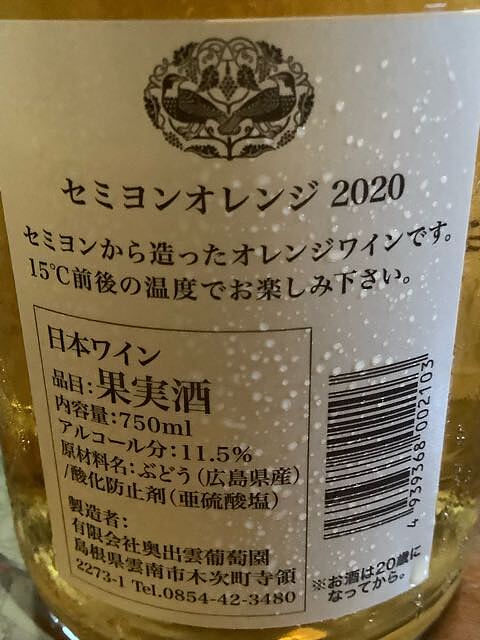 セミヨンオレンジ 2020
セミヨンから造ったオレンジワインです。
15℃前後の温度でお楽しみ下さい。
日本ワイン
品目:果実酒
内容量:750ml
アルコール分:11.5%
原材料名:ぶどう(広島県産)
/酸化防止剤(亜硫酸塩)
製造者:
有限会社奥出雲葡萄園
島根県雲南市木次町寺領
2273-1 Tel.0854-42-3480
4 939368 002103
※お酒は20歳に
なってから。